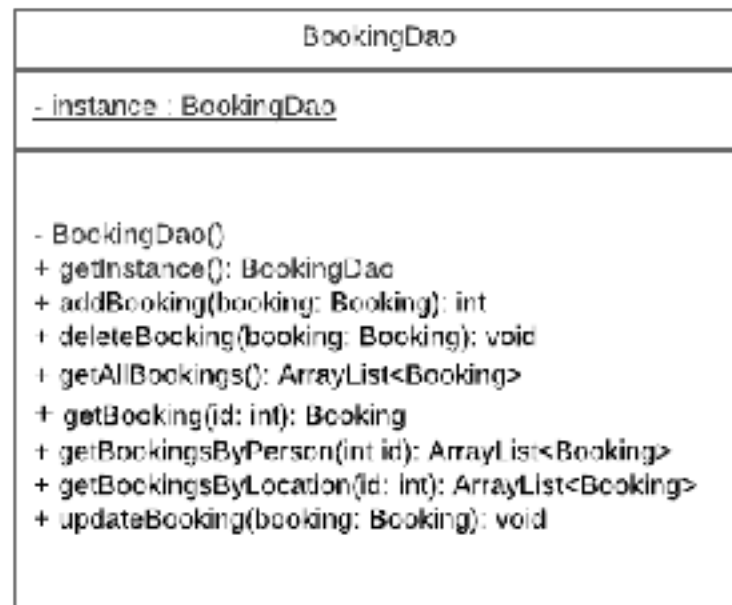 BookingDao
- instance : BookingDao
- BookingDao()
+ getInstance(): BookingDao
+ addBooking(booking: Booking): int
+ deleteBooking(booking: Booking): void
+ getAllBookings(): ArrayList<Booking>
+ getBooking(id: int): Booking
+ getBookingsByPerson(int id): ArrayList<Booking>
+ getBookingsByLocation(id: int): ArrayList<Booking>
+ updateBooking(booking: Booking): void